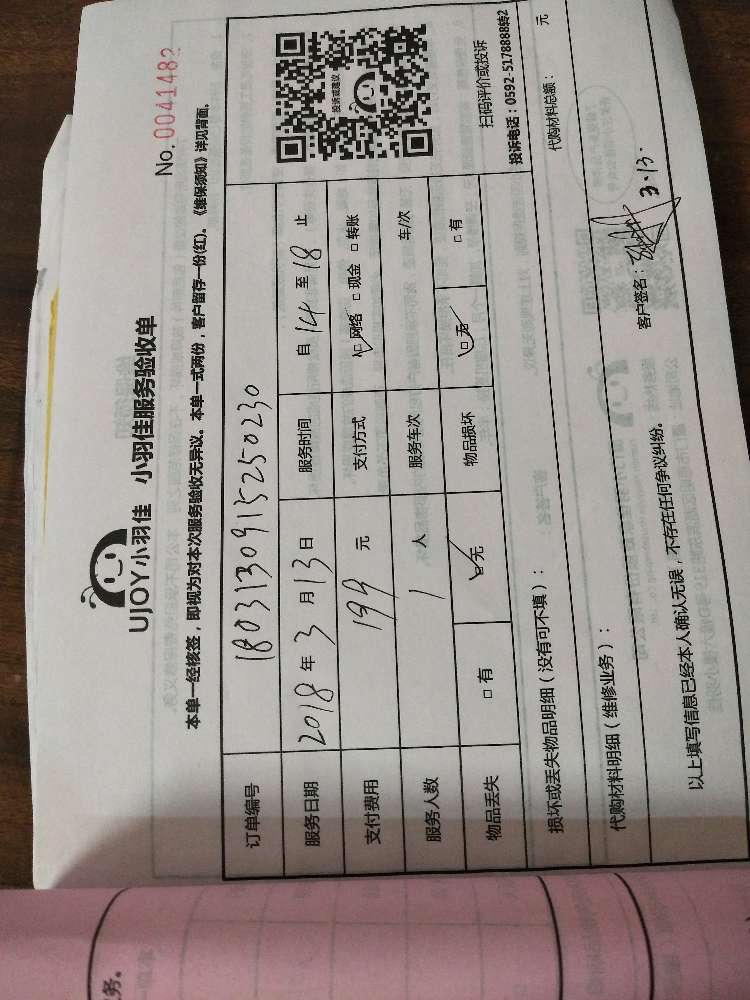 No. 0041482
UJOY小羽佳 小羽佳服务验收单
本单一经核签，即视为对本次服务验收无异议。本单一式两份，客户留存一份(红)。《维保须知》详见背面。
订单编号 1803130915250230
服务日期 2018 年 3 月 13 日 服务时间 自 14 至 18 止
支付费用 199 元 支付方式 ☑网络 □现金 □转账
服务人数 1 人 服务车次 车/次
物品丢失 □有 ☑无 物品损坏 ☑无 □有
投诉或建议
扫码评价或投诉
投诉电话：0592-5178888转2
损坏或丢失物品明细（没有可不填）：
代购材料明细（维修业务）： 代购材料总额： 元
以上填写信息已经本人确认无误，不存在任何争议纠纷。 客户签名： 3.13.
务。